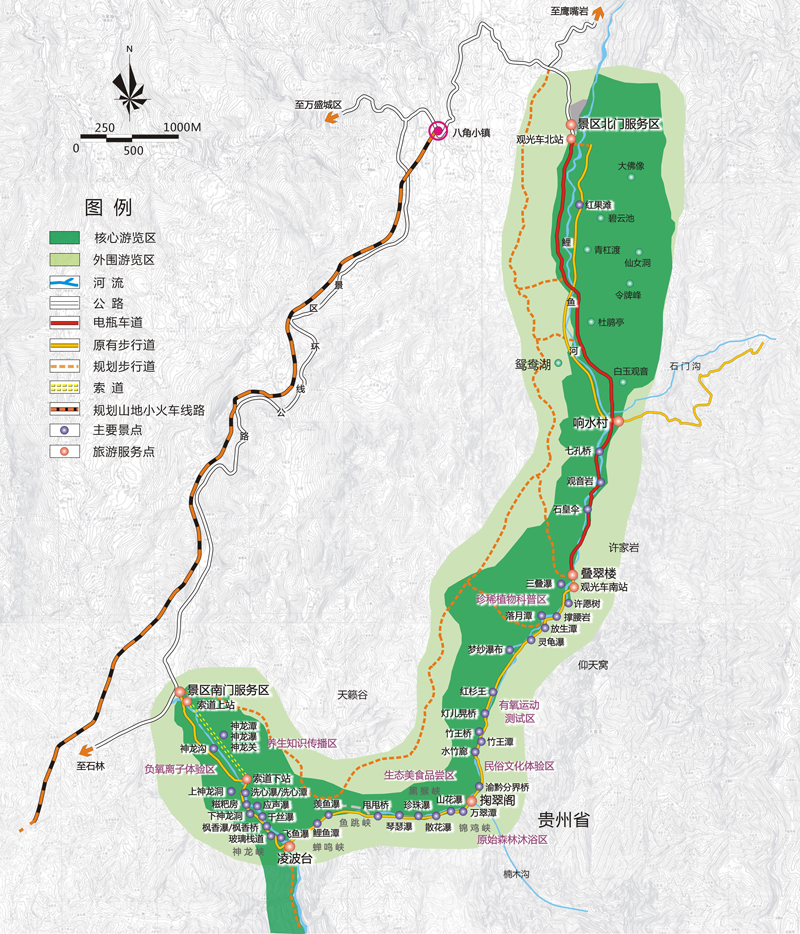 至鹰嘴岩
N
至万盛城区
250
1000M
0
500
八角小镇
景区北门服务区
观光车北站
大佛像
图 例
核心游览区
外围游览区
河 流
公 路
电瓶车道
原有步行道
规划步行道
索 道
规划山地小火车线路
主要景点
旅游服务点
红果滩
碧云池
鲤
鱼
河
青杠渡
仙女洞
令牌峰
杜鹃亭
景
区
环
线
公
路
鸳鸯湖
白玉观音
石门沟
响水村
七孔桥
观音岩
石皇伞
许家岩
叠翠楼
三叠瀑
观光车南站
珍稀植物科普区
许愿树
落月潭
撑腰岩
放生潭
灵龟瀑
梦纱瀑布
仰天窝
红杉王
有氧运动
测试区
灯儿晃桥
竹王桥
竹王潭
水竹廊
民俗文化体验区
天籁谷
景区南门服务区
索道上站
神龙潭
神龙瀑
神龙关
神龙沟
养生知识传播区
至石林
负氧离子体验区
索道下站
生态美食品尝区
黑猴峡
渝黔分界桥
上神龙洞
洗心瀑/洗心潭
糍粑房
应声瀑
下神龙洞
千丝瀑
枫香瀑/枫香桥
飞鱼瀑
玻璃栈道
神龙峡
凌波台
羡鱼瀑
鲤鱼潭
鱼跳峡
蝉鸣峡
甩甩桥
琴瑟瀑
珍珠瀑
散花瀑
山花瀑
掬翠阁
万翠潭
锦鸡峡
贵州省
原始森林沐浴区
楠木沟